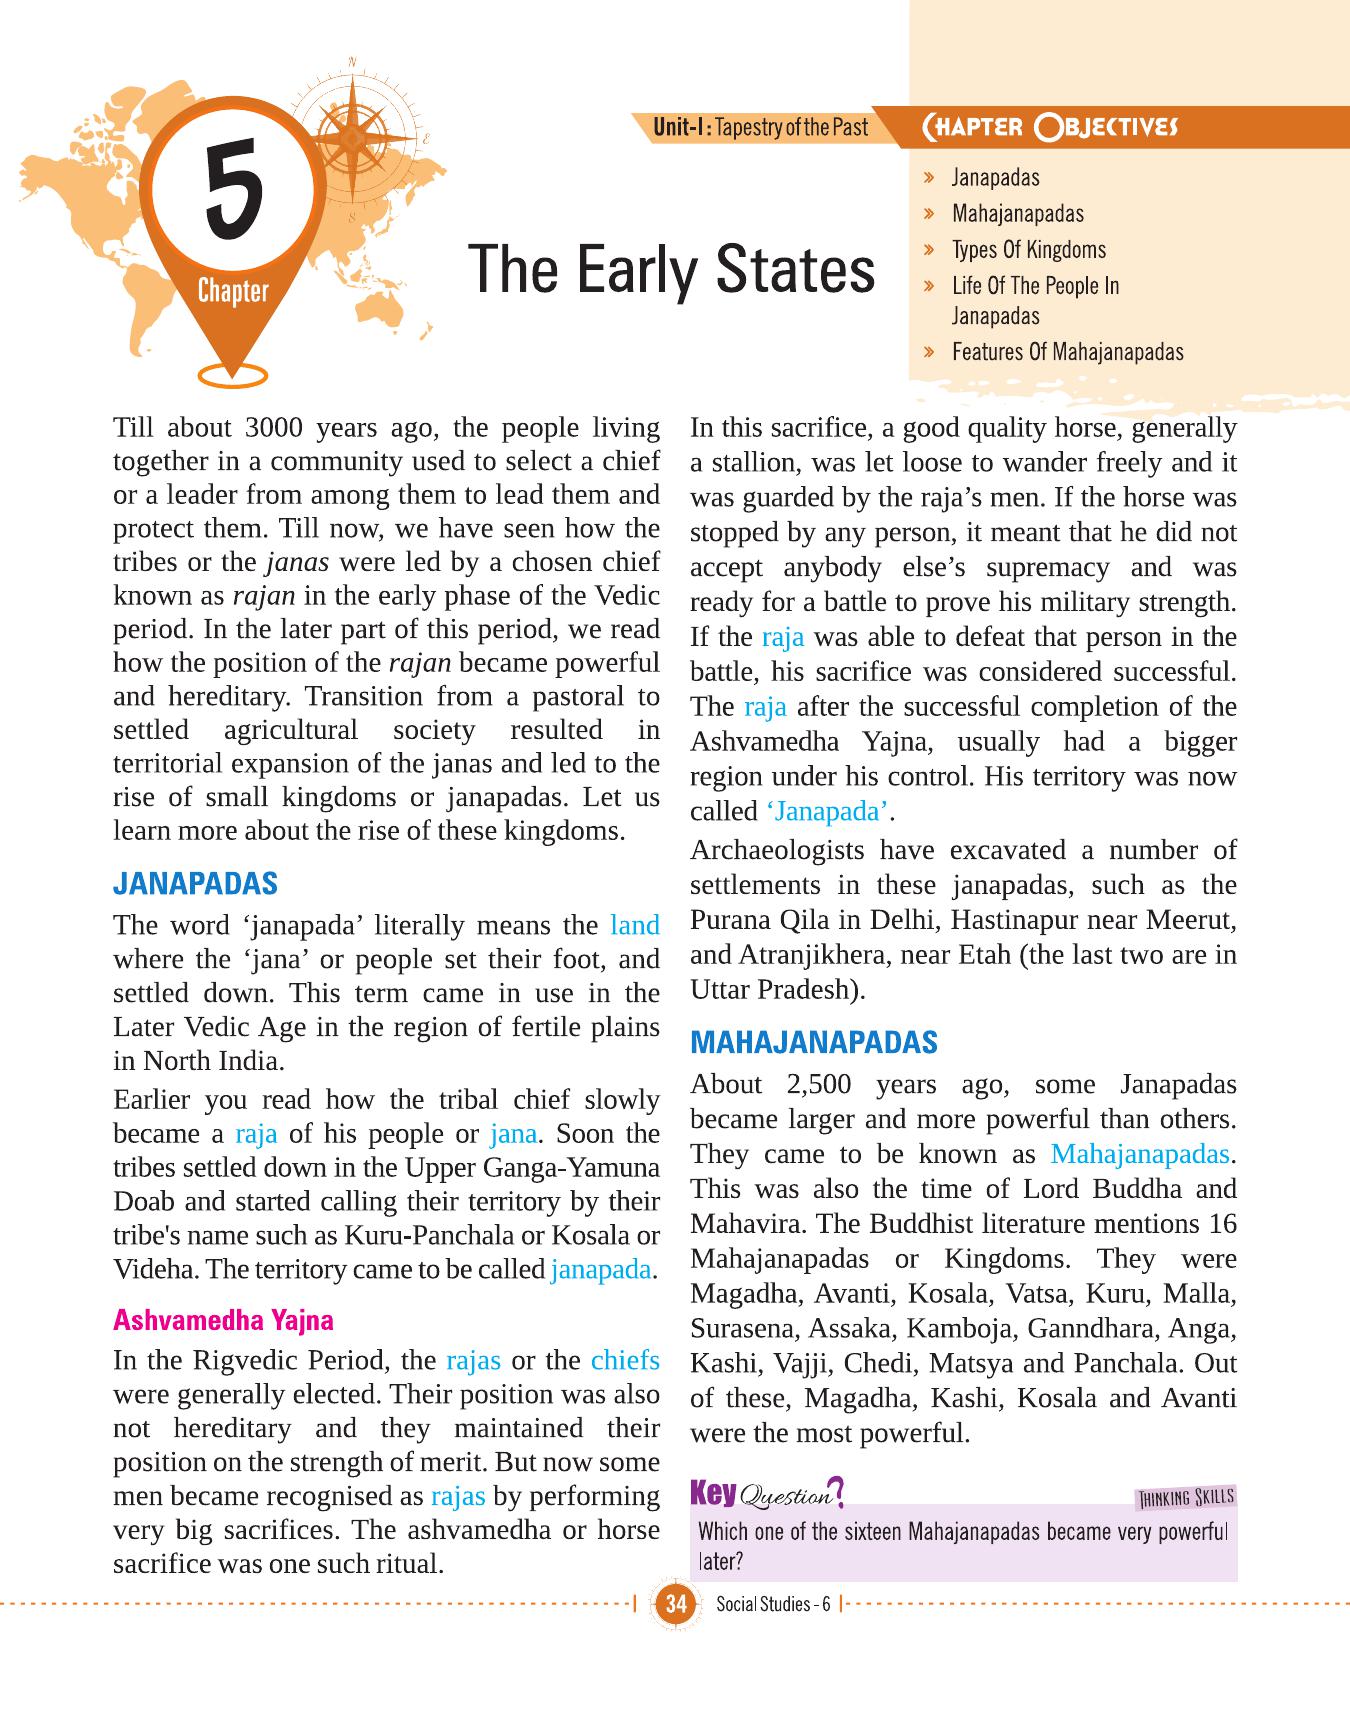 N
E
S
5
Chapter
Unit-I : Tapestry of the Past
CHAPTER OBJECTIVES
» Janapadas
» Mahajanapadas
» Types Of Kingdoms
» Life Of The People In
Janapadas
» Features Of Mahajanapadas
The Early States
Till about 3000 years ago, the people living
together in a community used to select a chief
or a leader from among them to lead them and
protect them. Till now, we have seen how the
tribes or the janas were led by a chosen chief
known as rajan in the early phase of the Vedic
period. In the later part of this period, we read
how the position of the rajan became powerful
and hereditary. Transition from a pastoral to
settled agricultural society resulted in
territorial expansion of the janas and led to the
rise of small kingdoms or janapadas. Let us
learn more about the rise of these kingdoms.
JANAPADAS
The word ‘janapada’ literally means the land
where the ‘jana’ or people set their foot, and
settled down. This term came in use in the
Later Vedic Age in the region of fertile plains
in North India.
Earlier you read how the tribal chief slowly
became a raja of his people or jana. Soon the
tribes settled down in the Upper Ganga-Yamuna
Doab and started calling their territory by their
tribe's name such as Kuru-Panchala or Kosala or
Videha. The territory came to be called janapada.
Ashvamedha Yajna
In the Rigvedic Period, the rajas or the chiefs
were generally elected. Their position was also
not hereditary and they maintained their
position on the strength of merit. But now some
men became recognised as rajas by performing
very big sacrifices. The ashvamedha or horse
sacrifice was one such ritual.
In this sacrifice, a good quality horse, generally
a stallion, was let loose to wander freely and it
was guarded by the raja’s men. If the horse was
stopped by any person, it meant that he did not
accept anybody else’s supremacy and was
ready for a battle to prove his military strength.
If the raja was able to defeat that person in the
battle, his sacrifice was considered successful.
The raja after the successful completion of the
Ashvamedha Yajna, usually had a bigger
region under his control. His territory was now
called ‘Janapada’.
Archaeologists have excavated a number of
settlements in these janapadas, such as the
Purana Qila in Delhi, Hastinapur near Meerut,
and Atranjikhera, near Etah (the last two are in
Uttar Pradesh).
MAHAJANAPADAS
About 2,500 years ago, some Janapadas
became larger and more powerful than others.
They came to be known as Mahajanapadas.
This was also the time of Lord Buddha and
Mahavira. The Buddhist literature mentions 16
Mahajanapadas or Kingdoms. They were
Magadha, Avanti, Kosala, Vatsa, Kuru, Malla,
Surasena, Assaka, Kamboja, Ganndhara, Anga,
Kashi, Vajji, Chedi, Matsya and Panchala. Out
of these, Magadha, Kashi, Kosala and Avanti
were the most powerful.
Key Question?
THINKING SKILLS
Which one of the sixteen Mahajanapadas became very powerful
later?
34
Social Studies - 6